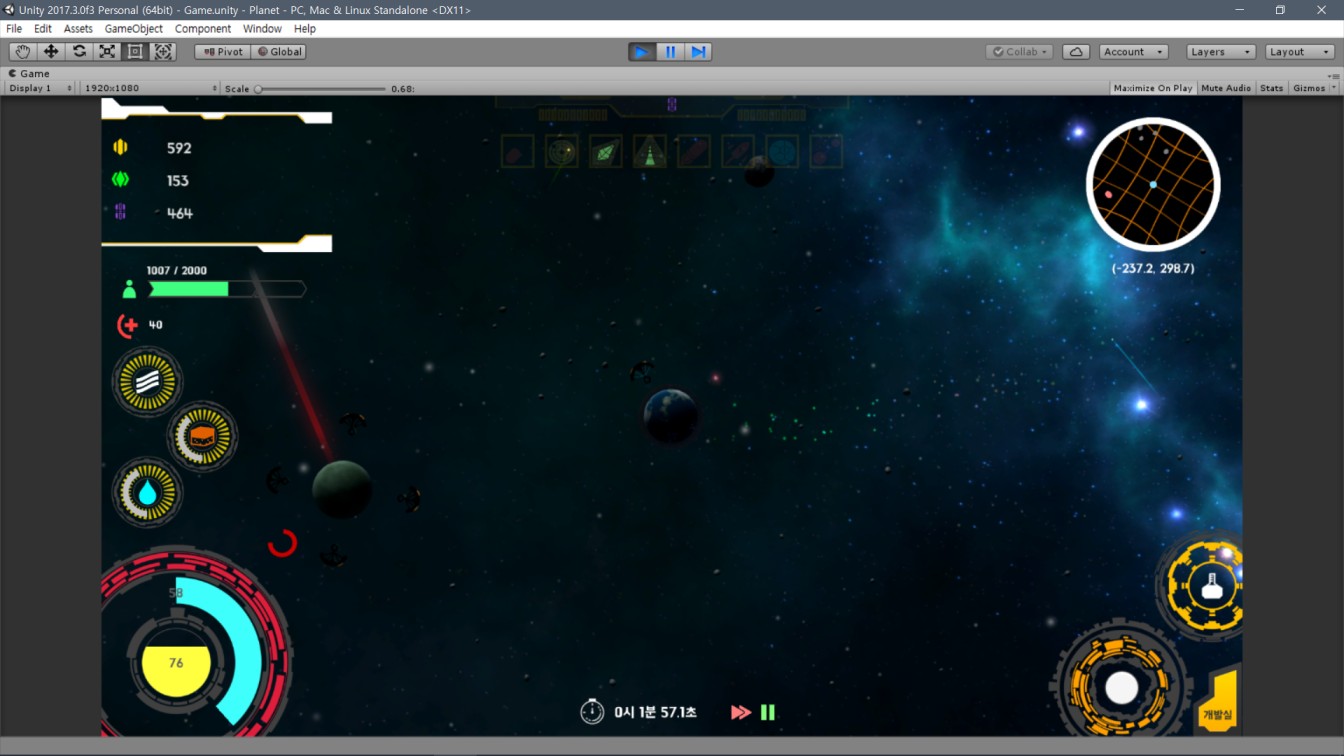 Unity 2017.3.0f3 Personal (64bit) - Game.unity - Planet - PC, Mac & Linux Standalone <DX11>
File Edit Assets GameObject Component Window Help
Pivot Global Collab Account Layers Layout
Game
Display 1 1920x1080 Scale 0.68: Maximize On Play Mute Audio Stats Gizmos
592
153
464
1007 / 2000
(-237.2, 298.7)
40
58
76
0시 1분 57.1초
개발실